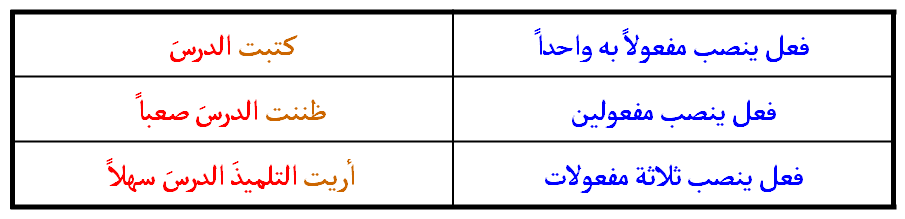 فعل ينصب مفعولاً به واحداً كتبت الدرسَ
فعل ينصب مفعولين ظننت الدرسَ صعباً
فعل ينصب ثلاثة مفعولات أريت التلميذَ الدرسَ سهلاً